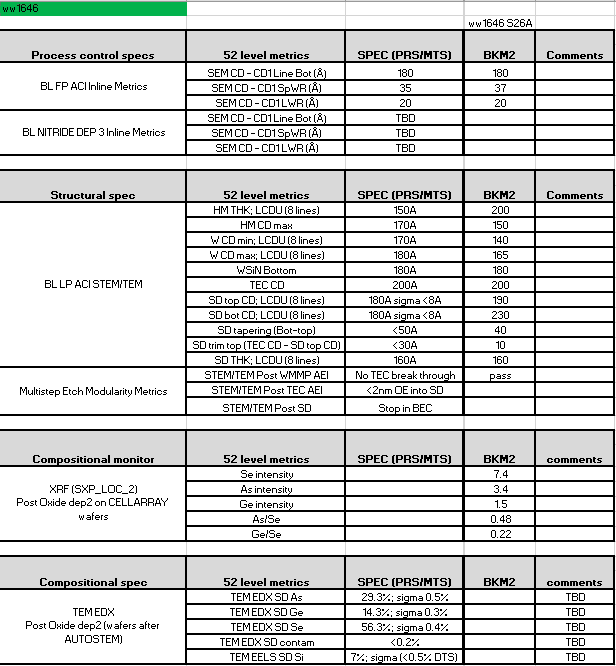 ww1646
ww1646 S26A
Process control specs 52 level metrics SPEC (PRS/MTS) BKM2 Comments
BL FP ACI Inline Metrics
SEM CD - CD1 Line Bot (Å) 180 180
SEM CD - CD1 SpWR (Å) 35 37
SEM CD - CD1 LWR (Å) 20 20
BL NITRIDE DEP 3 Inline Metrics
SEM CD - CD1 Line Bot (Å) TBD
SEM CD - CD1 SpWR (Å) TBD
SEM CD - CD1 LWR (Å) TBD
Structural spec 52 level metrics SPEC (PRS/MTS) BKM2 Comments
BL LP ACI STEM/TEM
HM THK; LCDU (8 lines) 150A 200
HM CD max 170A 150
W CD min; LCDU (8 lines) 170A 140
W CD max; LCDU (8 lines) 180A 165
WSiN Bottom 180A 180
TEC CD 200A 200
SD top CD; LCDU (8 lines) 180A sigma <8A 190
SD bot CD; LCDU (8 lines) 180A sigma <8A 230
SD tapering (Bot-top) <50A 40
SD trim top (TEC CD - SD top CD) <30A 10
SD THK; LCDU (8 lines) 160A 160
Multistep Etch Modularity Metrics
STEM/TEM Post WMMP AEI No TEC break through pass
STEM/TEM Post TEC AEI <2nm OE into SD
STEM/TEM Post SD Stop in BEC
Compositional monitor 52 level metrics SPEC (PRS/MTS) BKM2 comments
XRF (SXP_LOC_2)
Post Oxide dep2 on CELLARRAY
wafers
Se intensity 7.4
As intensity 3.4
Ge intensity 1.5
As/Se 0.48
Ge/Se 0.22
Compositional spec 52 level metrics SPEC (PRS/MTS) BKM2 comments
TEM EDX
Post Oxide dep2 (wafers after
AUTOSTEM)
TEM EDX SD As 29.3%; sigma 0.5% TBD
TEM EDX SD Ge 14.3%; sigma 0.3% TBD
TEM EDX SD Se 56.3%; sigma 0.4% TBD
TEM EDX SD contam <0.2% TBD
TEM EELS SD Si 7%; sigma (<0.5% DTS) TBD